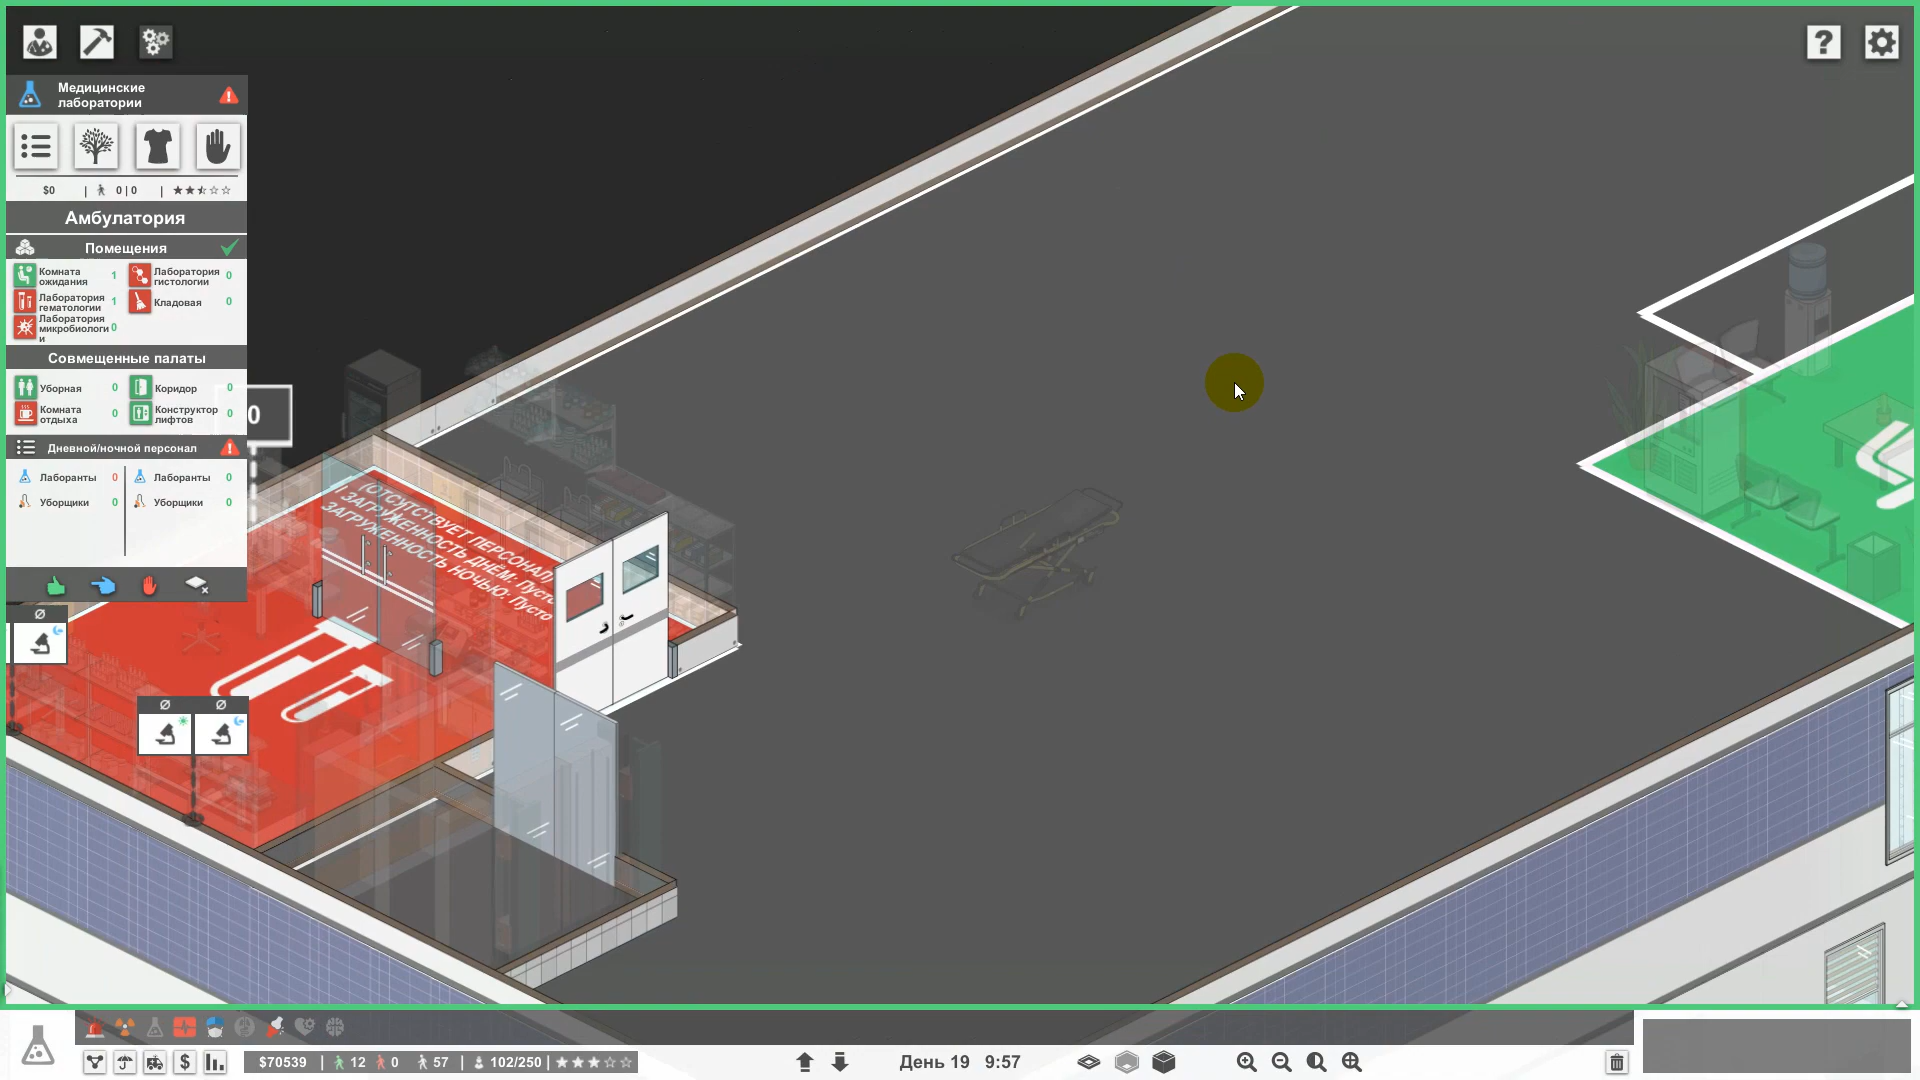 ?
Медицинские
лаборатории
$0 | 0|0 |
Амбулатория
Помещения
Комната
ожидания 1
Лаборатория
гистологии 0
Лаборатория
гематологии 1
Кладовая 0
Лаборатория
микробиологи
и 0
Совмещенные палаты
Уборная 0
Коридор 0
Комната
отдыха 0
Конструктор
лифтов 0
0
Дневной/ночной персонал
Лаборанты 0
Лаборанты 0
Уборщики 0
Уборщики 0
(ОТСУТСТВУЕТ ПЕРСОНАЛ)
ЗАГРУЖЕННОСТЬ ДНЁМ: Пусто
ЗАГРУЖЕННОСТЬ НОЧЬЮ: Пусто
Ø
Ø Ø
$70539 | 12 0 | 57 | 102/250 |
День 19 9:57